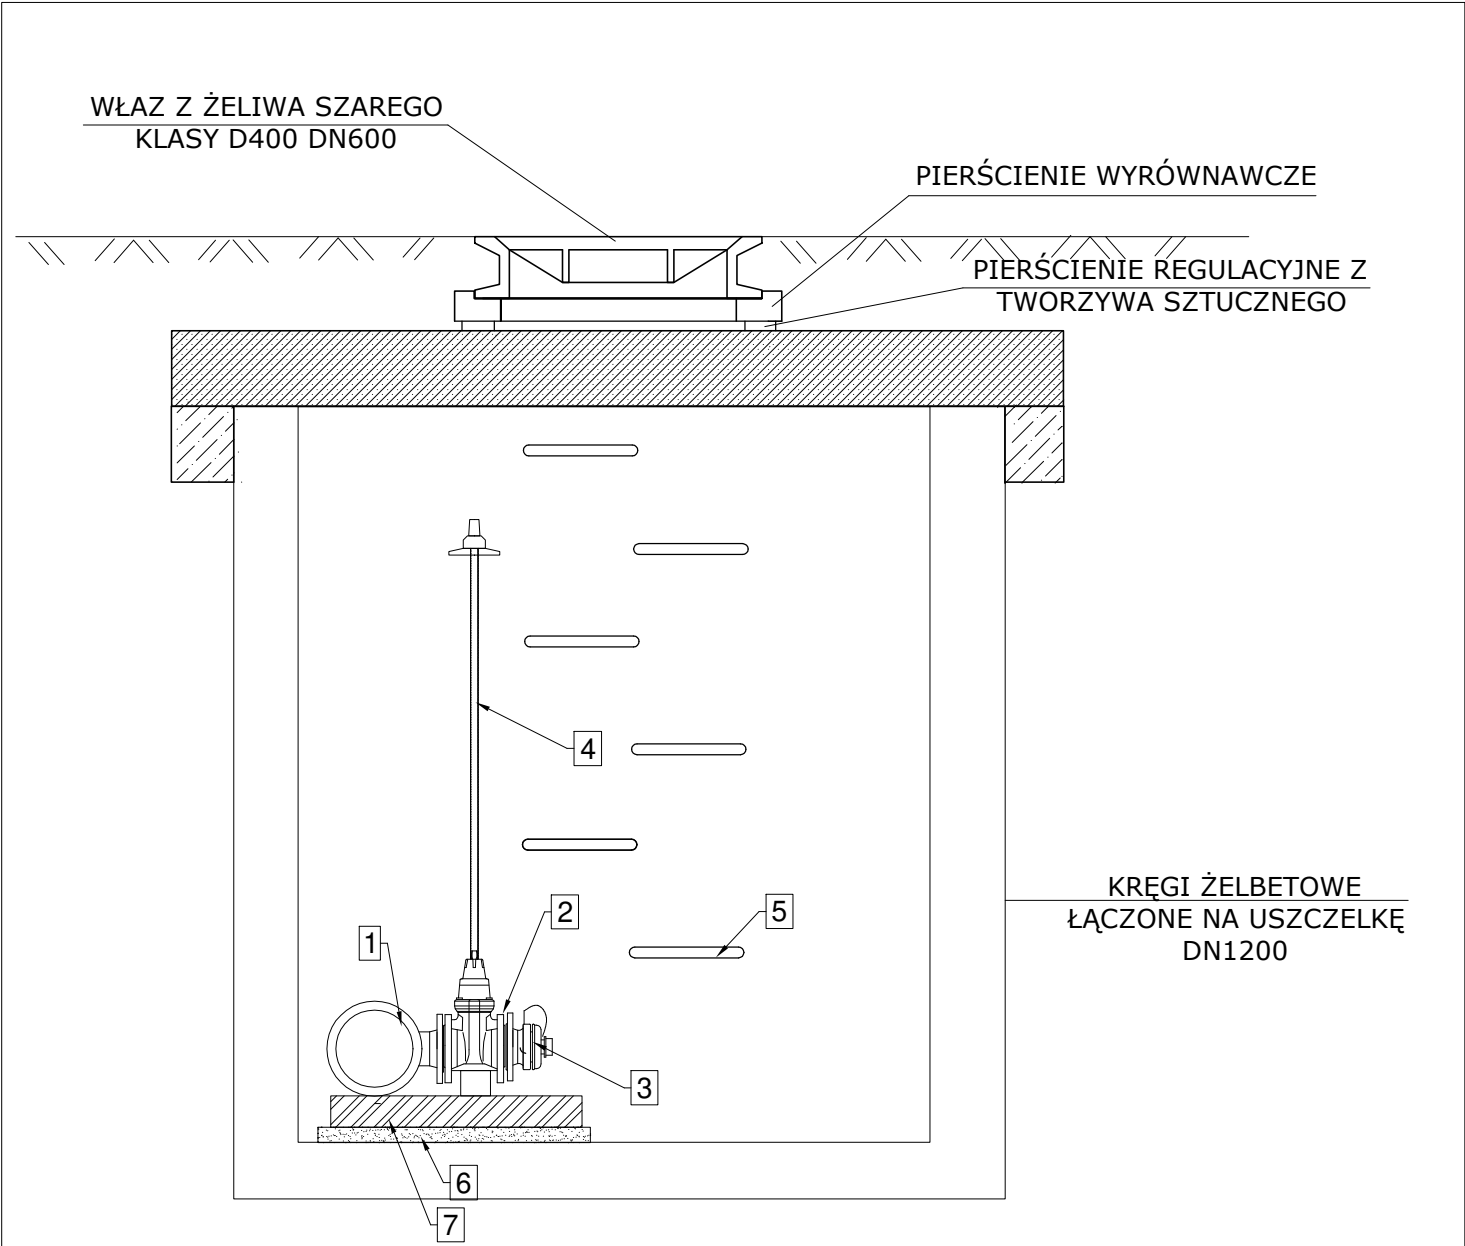 WŁAZ Z ŻELIWA SZAREGO
KLASY D400 DN600
PIERŚCIENIE WYRÓWNAWCZE
PIERŚCIENIE REGULACYJNE Z
TWORZYWA SZTUCZNEGO
4
2
5
1
KRĘGI ŻELBETOWE
ŁĄCZONE NA USZCZELKĘ
DN1200
3
6
7